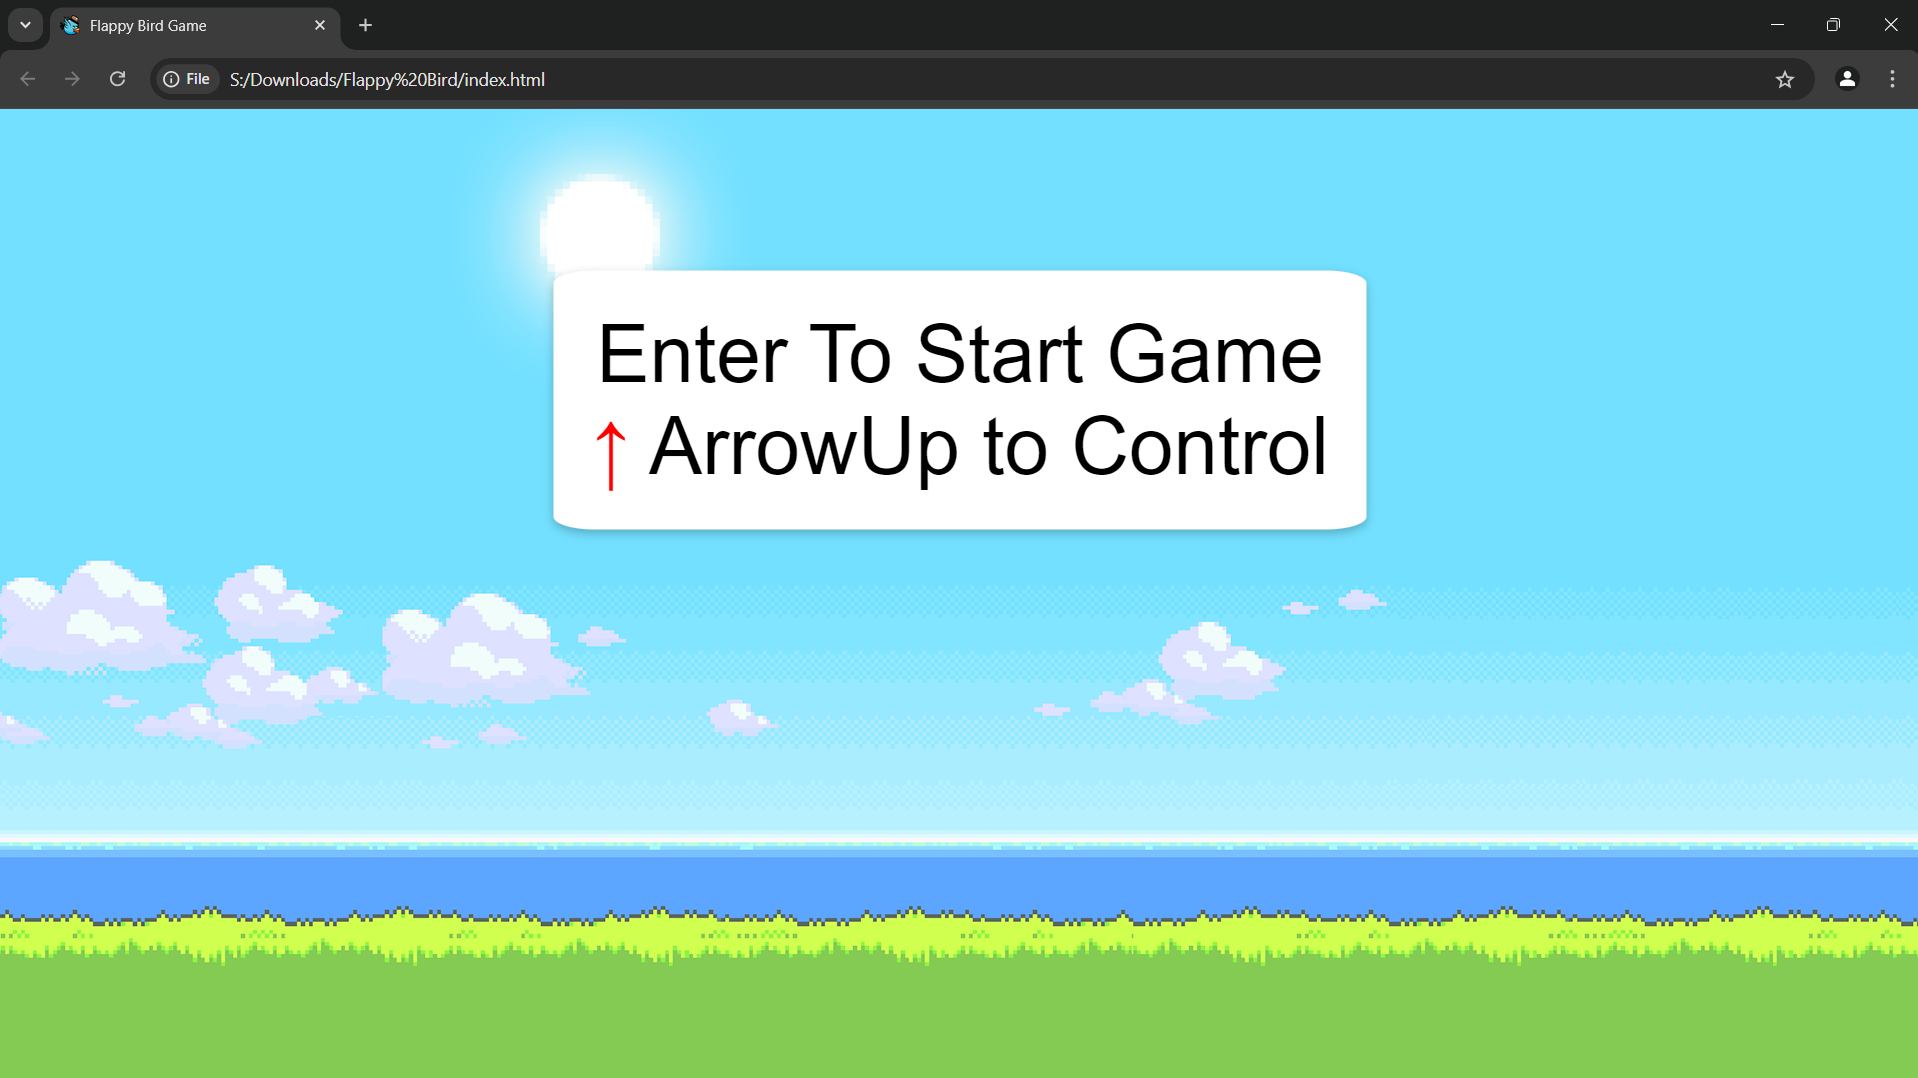 Flappy Bird Game
File S:/Downloads/Flappy%20Bird/index.html
Enter To Start Game
↑ ArrowUp to Control